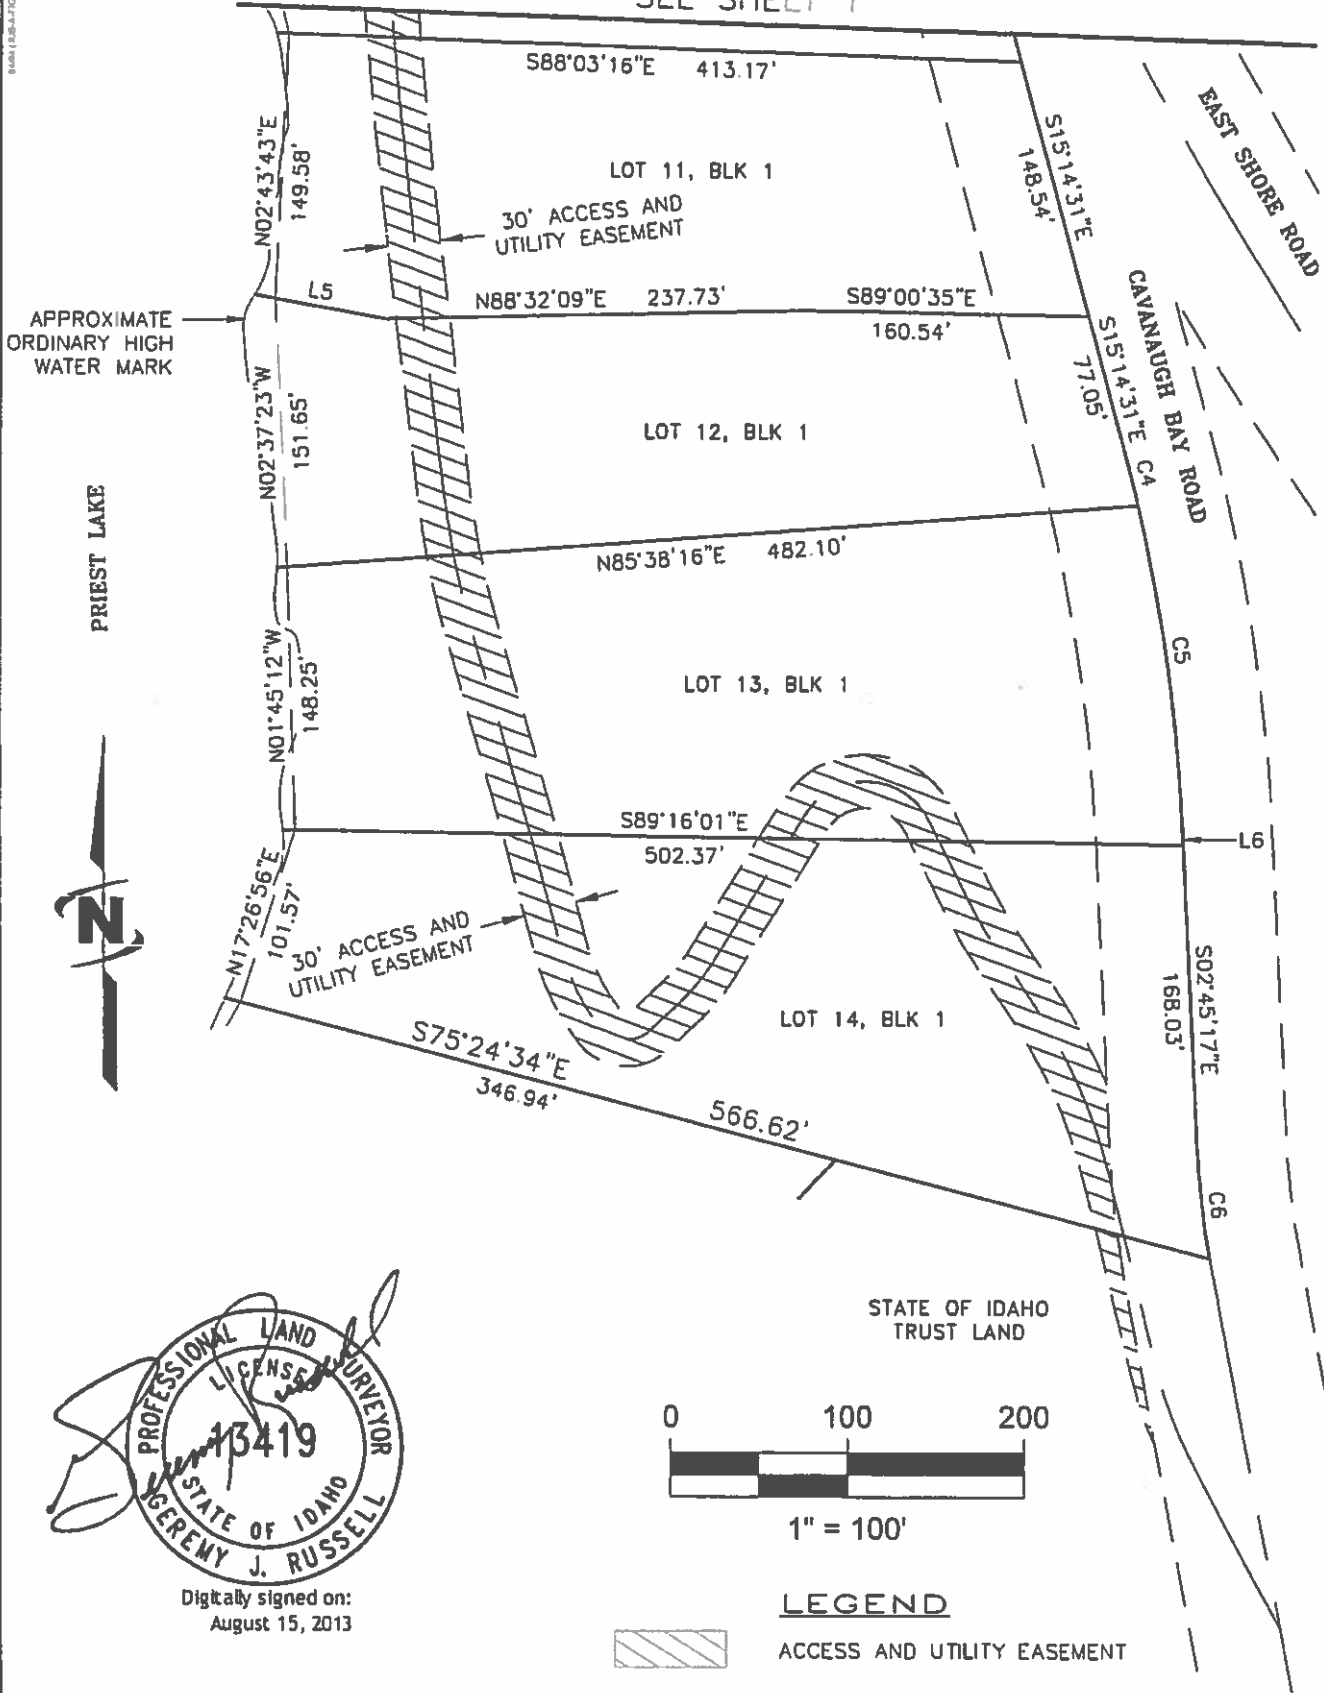 SEE SHEET 1
S88°03'16"E 413.17'
N02°43'43"E
149.58'
LOT 11, BLK 1
30' ACCESS AND
UTILITY EASEMENT
S15°14'31"E
148.54'
EAST SHORE ROAD
L5
N88°32'09"E 237.73'
S89°00'35"E
160.54'
APPROXIMATE
ORDINARY HIGH
WATER MARK
CAVANAUGH BAY ROAD
S15°14'31"E C4
77.05'
N02°37'23"W
151.65'
LOT 12, BLK 1
PRIEST LAKE
N85°38'16"E 482.10'
N01°45'12"W
148.25'
C5
LOT 13, BLK 1
S89°16'01"E
502.37'
L6
N17°26'56"E
101.57'
30' ACCESS AND
UTILITY EASEMENT
N
LOT 14, BLK 1
S02°45'17"E
168.03'
S75°24'34"E
346.94'
566.62'
C6
STATE OF IDAHO
TRUST LAND
PROFESSIONAL LAND SURVEYOR
LICENSED
13419
STATE OF IDAHO
GEREMY J. RUSSELL
Digitally signed on:
August 15, 2013
0 100 200
1" = 100'
LEGEND
ACCESS AND UTILITY EASEMENT